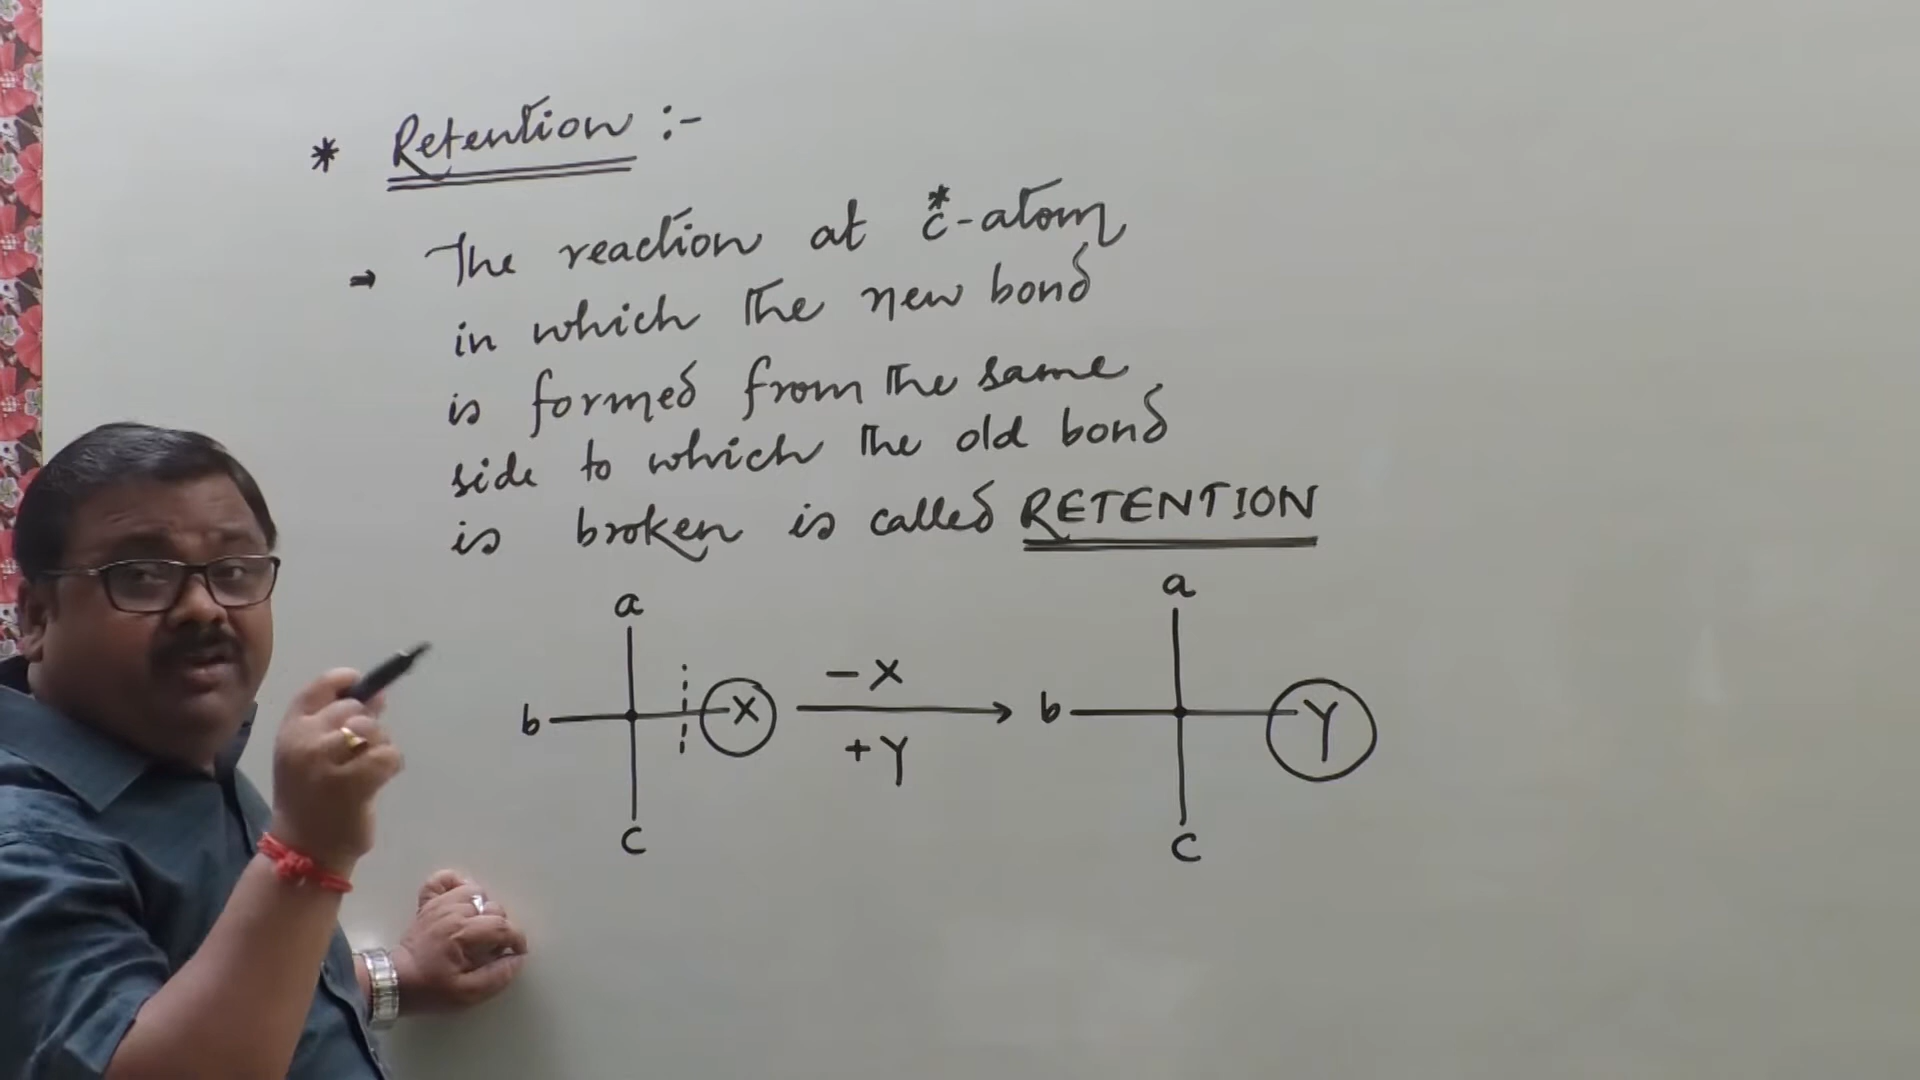 * Retention :-
→ The reaction at C*-atom
in which the new bond
is formed from the same
side to which the old bond
is broken is called RETENTION
a
b
X
c
-X
+Y
a
b
Y
c